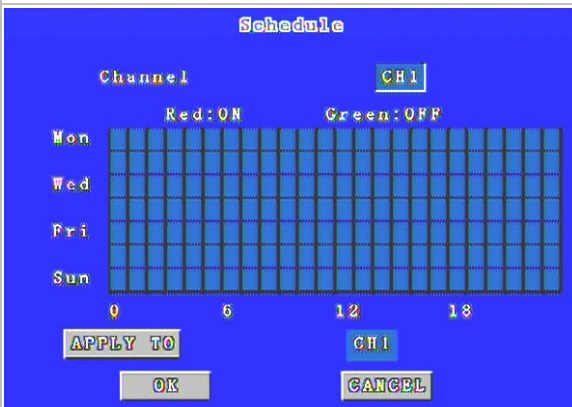 Schedule
Channel CH1
Red:ON Green:OFF
Mon
Wed
Fri
Sun
0 6 12 18
APPLY TO CH1
OK CANCEL